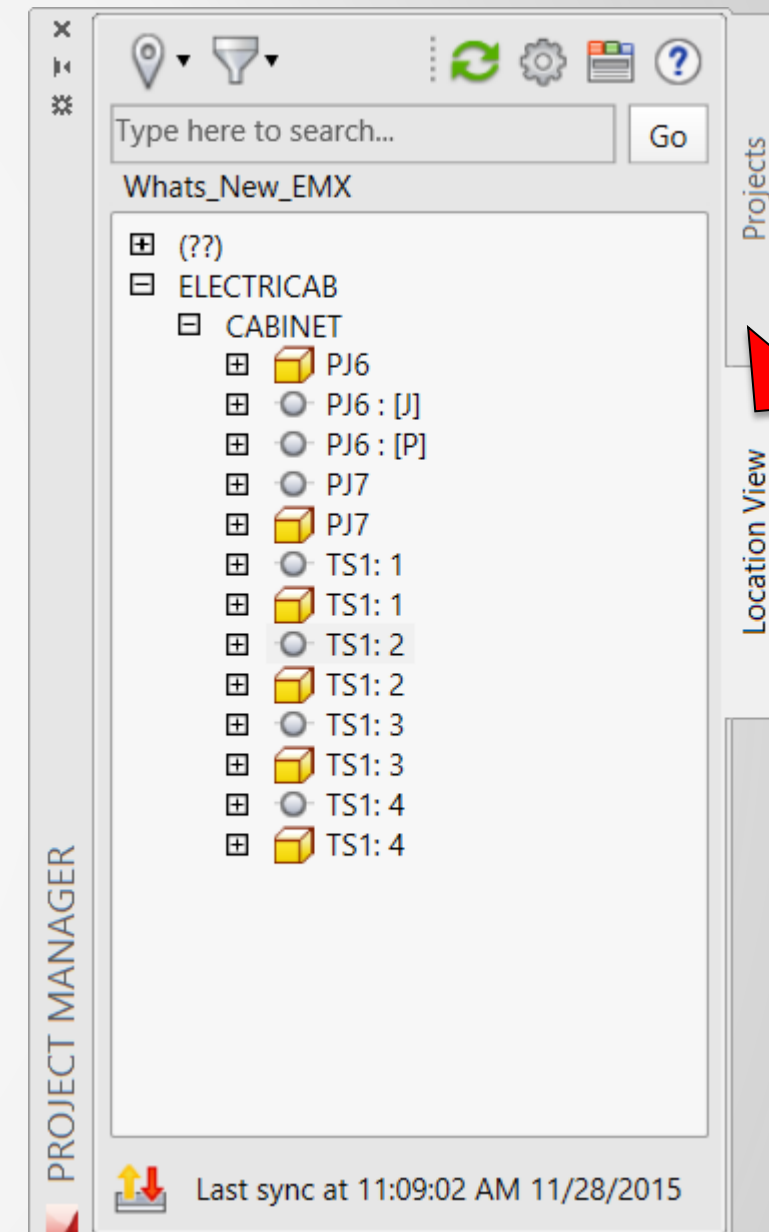 Type here to search...
Go
Whats_New_EMX
(??)
ELECTRICAB
CABINET
PJ6
PJ6 : [J]
PJ6 : [P]
PJ7
PJ7
TS1: 1
TS1: 1
TS1: 2
TS1: 2
TS1: 3
TS1: 3
TS1: 4
TS1: 4
Last sync at 11:09:02 AM 11/28/2015
PROJECT MANAGER
Projects
Location View